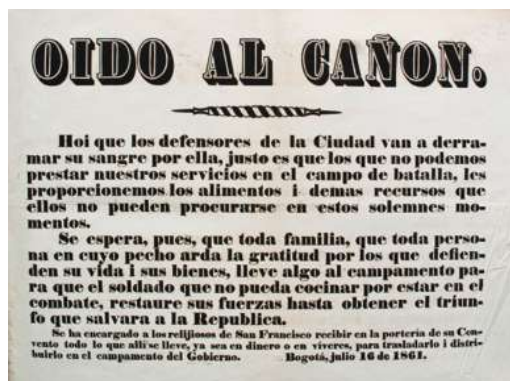 OIDO AL CAÑON.
Hoi que los defensores de la Ciudad van a derra-
mar su sangre por ella, justo es que los que no podemos
prestar nuestros servicios en el campo de batalla, les
proporcionemos los alimentos i demas recursos que
ellos no pueden procurarse en estos solemnes mo-
mentos.
Se espera, pues, que toda familia, que toda perso-
na en cuyo pecho arda la gratitud por los que defien-
den su vida i sus bienes, lleve algo al campamento pa-
ra que el soldado que no pueda cocinar por estar en el
combate, restaure sus fuerzas hasta obtener el triun-
fo que salvara a la Republica.
Se ha encargado a los relijiosos de San Francisco recibir en la portería de su Con-
vento todo lo que allí se lleve, ya sea en dinero o en víveres, para trasladarlo i distri-
buirlo en el campamento del Gobierno. Bogotá, julio 16 de 1861.